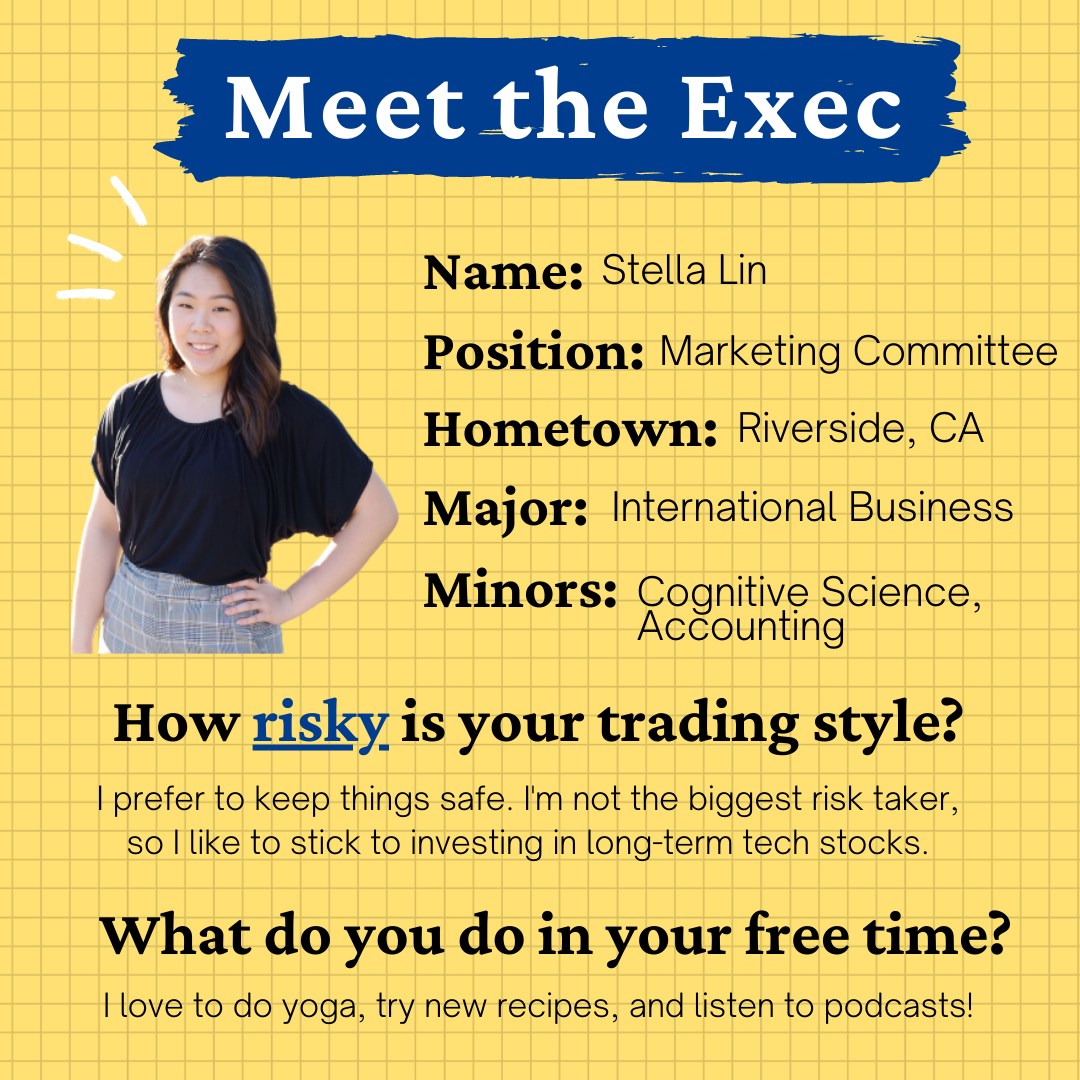 Meet the Exec
Name: Stella Lin
Position: Marketing Committee
Hometown: Riverside, CA
Major: International Business
Minors: Cognitive Science,
Accounting
How risky is your trading style?
I prefer to keep things safe. I'm not the biggest risk taker,
so I like to stick to investing in long-term tech stocks.
What do you do in your free time?
I love to do yoga, try new recipes, and listen to podcasts!